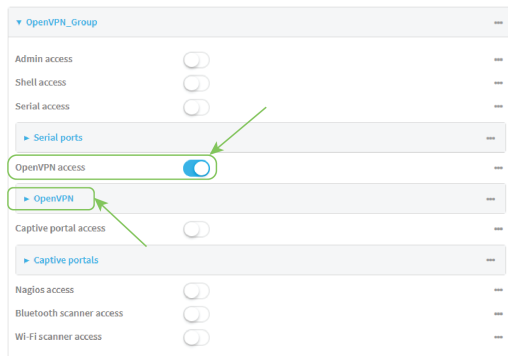 OpenVPN_Group
Admin access
Shell access
Serial access
Serial ports
OpenVPN access
OpenVPN
Captive portal access
Captive portals
Nagios access
Bluetooth scanner access
Wi-Fi scanner access